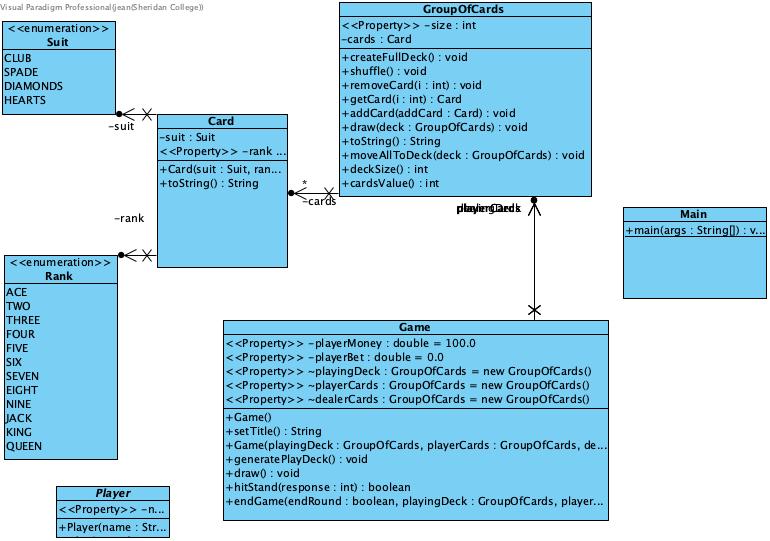 Visual Paradigm Professional(jean(Sheridan College))
<<enumeration>>
Suit
CLUB
SPADE
DIAMONDS
HEARTS
-suit
Card
-suit : Suit
<<Property>> -rank ...
+Card(suit : Suit, ran...
+toString() : String
-rank
<<enumeration>>
Rank
ACE
TWO
THREE
FOUR
FIVE
SIX
SEVEN
EIGHT
NINE
JACK
KING
QUEEN
GroupOfCards
<<Property>> -size : int
-cards : Card
+createFullDeck() : void
+shuffle() : void
+removeCard(i : int) : void
+getCard(i : int) : Card
+addCard(addCard : Card) : void
+draw(deck : GroupOfCards) : void
+toString() : String
+moveAllToDeck(deck : GroupOfCards) : void
+deckSize() : int
+cardsValue() : int
*
-cards
Main
+main(args : String[]) : v...
Game
<<Property>> -playerMoney : double = 100.0
<<Property>> -playerBet : double = 0.0
<<Property>> ~playingDeck : GroupOfCards = new GroupOfCards()
<<Property>> ~playerCards : GroupOfCards = new GroupOfCards()
<<Property>> ~dealerCards : GroupOfCards = new GroupOfCards()
+Game()
+setTitle() : String
+Game(playingDeck : GroupOfCards, playerCards : GroupOfCards, de...
+generatePlayDeck() : void
+draw() : void
+hitStand(response : int) : boolean
+endGame(endRound : boolean, playingDeck : GroupOfCards, player...
Player
<<Property>> -n...
+Player(name : Str...